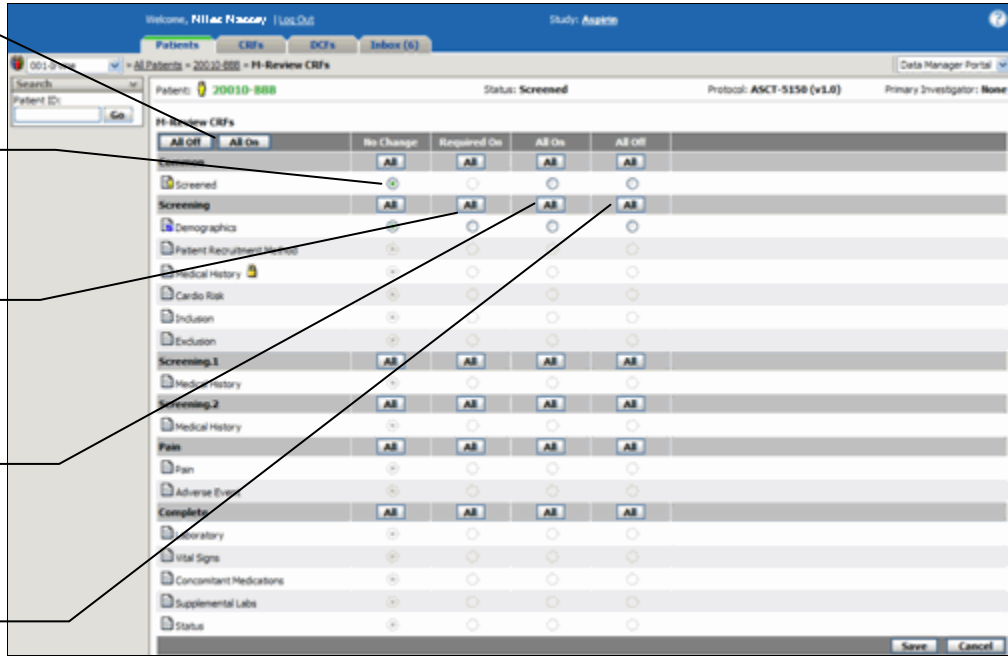 Welcome, | Log Out Study: Aspirin
Patients CRFs DCFs Inbox (6)
» All Patents » 20010-888 » M-Review CRFs Data Manager Portal
Search
Patient ID:
Go
Patient: 20010-888 Status: Screened Protocol: ASCT-5150 (v1.0) Primary Investigator: None
M-Review CRFs
All Off All On No Change Required On All On All Off
Common All All All All
Screened
Screening All All All All
Demographics
Patient Recruitment Method
Medical History
Cardio Risk
Inclusion
Exclusion
Screening.1 All All All All
Medical History
Screening.2 All All All All
Medical History
Pain All All All All
Pain
Adverse Event
Complete All All All All
Laboratory
Vital Signs
Concomitant Medications
Supplemental Labs
Status
Save Cancel